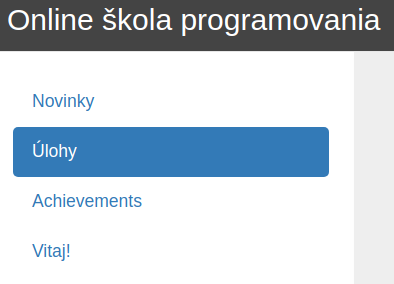 Online škola programovania
Novinky
Úlohy
Achievements
Vitaj!